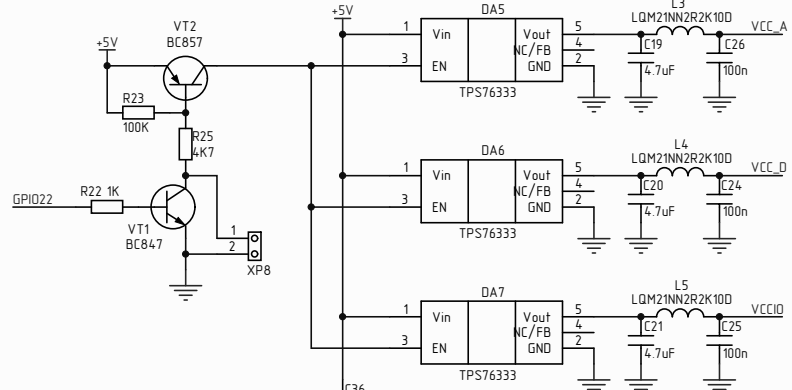 +5V
VT2
BC857
+5V
R23
100K
R25
4K7
GPIO22
R22 1K
VT1
BC847
1
2
XP8
DA5
1
Vin
3
EN
Vout
5
NC/FB
4
GND
2
TPS76333
L3
LQM21NN2R2K10D
VCC_A
C19
4.7uF
C26
100n
DA6
1
Vin
3
EN
Vout
5
NC/FB
4
GND
2
TPS76333
L4
LQM21NN2R2K10D
VCC_D
C20
4.7uF
C24
100n
DA7
1
Vin
3
EN
Vout
5
NC/FB
4
GND
2
TPS76333
L5
LQM21NN2R2K10D
VCCIO
C21
4.7uF
C25
100n
C36